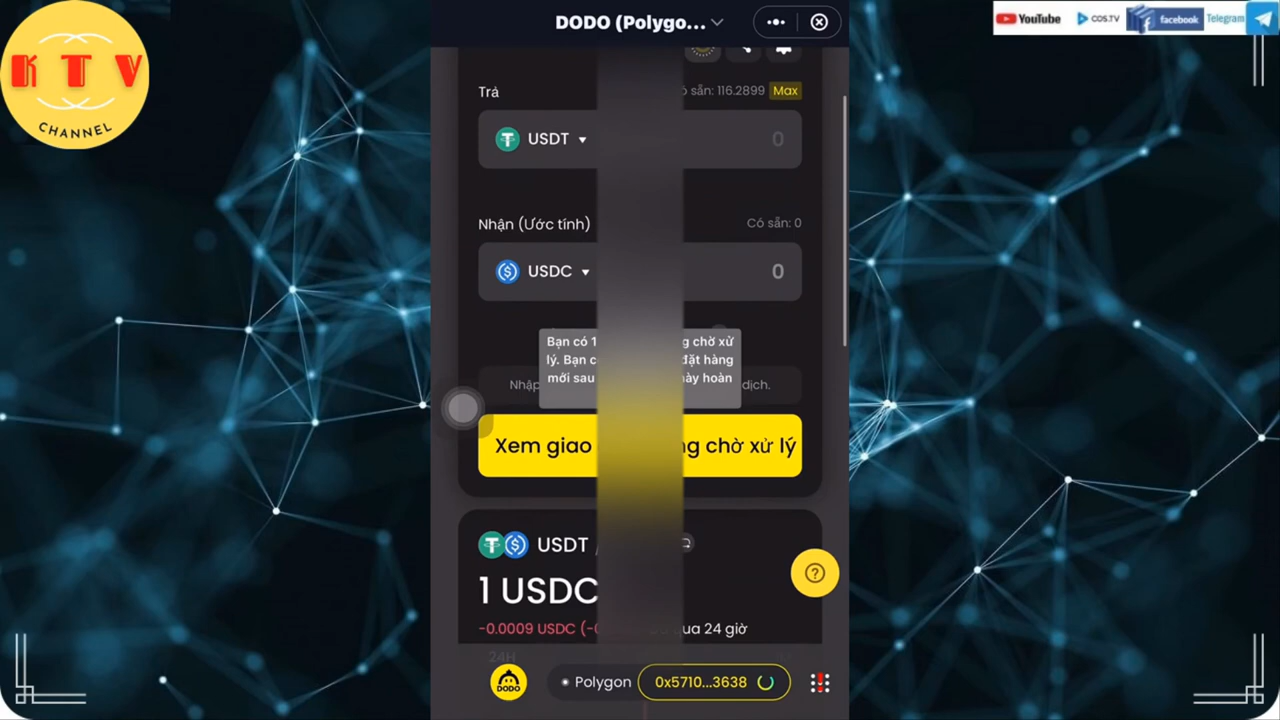 KTV
CHANNEL
YouTube
COS.TV
facebook
Telegram
DODO (Polygo...
Trả
sẵn: 116.2899 Max
USDT
0
Nhận (Ước tính)
Có sẵn: 0
USDC
0
Bạn có 1 chờ xử
lý. Bạn đặt hàng
mới sau này hoàn
Nhập dịch.
Xem giao chờ xử lý
USDT
1 USDC
-0.0009 USDC qua 24 giờ
24H
DODO
Polygon
0x5710...3638